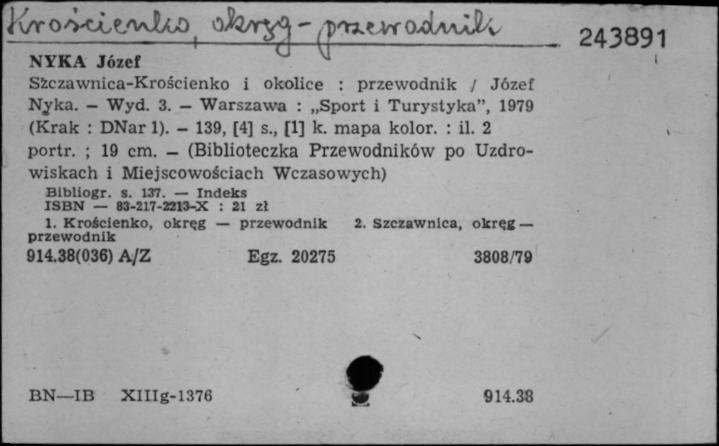 Krościenko, okręg - przewodnik
243891
NYKA Józef
Szczawnica-Krościenko i okolice : przewodnik / Józef
Nyka. — Wyd. 3. — Warszawa : „Sport i Turystyka”, 1979
(Krak : DNar 1). — 139, [4] s., [1] k. mapa kolor. : il. 2
portr. ; 19 cm. — (Biblioteczka Przewodników po Uzdro-
wiskach i Miejscowościach Wczasowych)
Bibliogr. s. 137. — Indeks
ISBN — 83-217-2213-X : 21 zł
1. Krościenko, okręg — przewodnik 2. Szczawnica, okręg —
przewodnik
914.38(036) A/Z Egz. 20275 3808/79
BN—IB XIIIg-1376 914.38